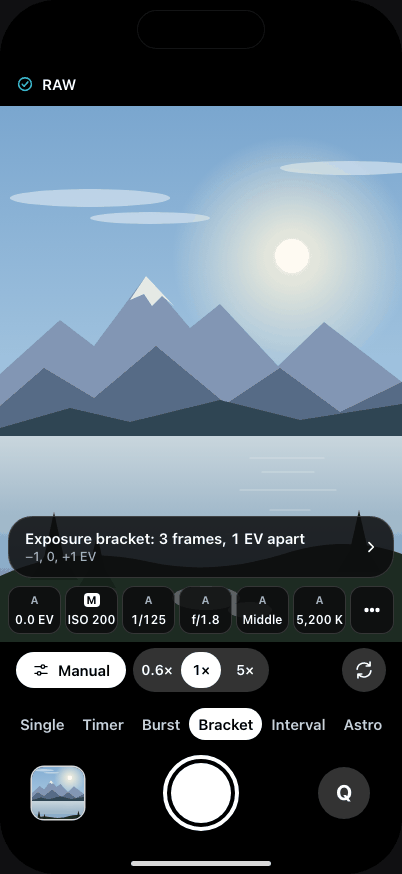 RAW
Exposure bracket: 3 frames, 1 EV apart
−1, 0, +1 EV
A M A A A A
0.0 EV ISO 200 1/125 f/1.8 Middle 5,200 K
Manual 0.6× 1× 5×
Single Timer Burst Bracket Interval Astro
Q